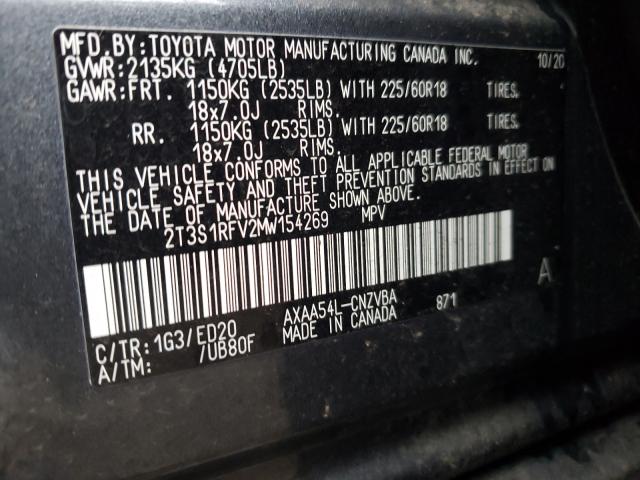 MFD.BY:TOYOTA MOTOR MANUFACTURING CANADA INC. 10/20
GVWR:2135KG (4705LB)
GAWR:FRT. 1150KG (2535LB) WITH 225/60R18 TIRES,
18x7.0J RIMS.
RR. 1150KG (2535LB) WITH 225/60R18 TIRES,
18x7.0J RIMS.
THIS VEHICLE CONFORMS TO ALL APPLICABLE FEDERAL MOTOR
VEHICLE SAFETY AND THEFT PREVENTION STANDARDS IN EFFECT ON
THE DATE OF MANUFACTURE SHOWN ABOVE.
2T3S1RFV2MW154269 MPV
A
AXAA54L-CNZVBA 871
C/TR:1G3/ED20 MADE IN CANADA
A/TM: /UB80F